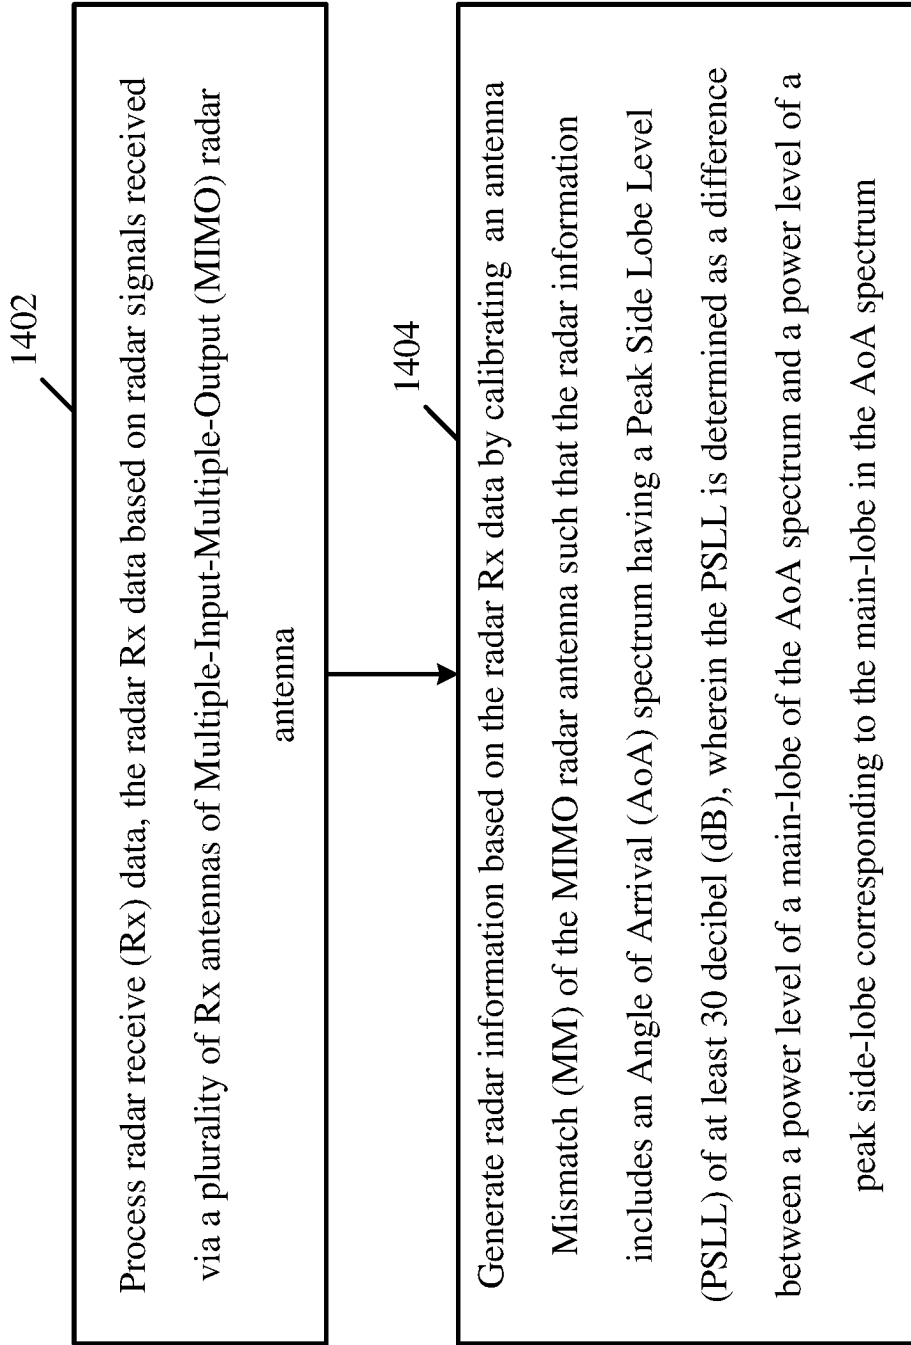 1402
Process radar receive (Rx) data, the radar Rx data based on radar signals received
via a plurality of Rx antennas of Multiple-Input-Multiple-Output (MIMO) radar
antenna
1404
Generate radar information based on the radar Rx data by calibrating an antenna
Mismatch (MM) of the MIMO radar antenna such that the radar information
includes an Angle of Arrival (AoA) spectrum having a Peak Side Lobe Level
(PSLL) of at least 30 decibel (dB), wherein the PSLL is determined as a difference
between a power level of a main-lobe of the AoA spectrum and a power level of a
peak side-lobe corresponding to the main-lobe in the AoA spectrum